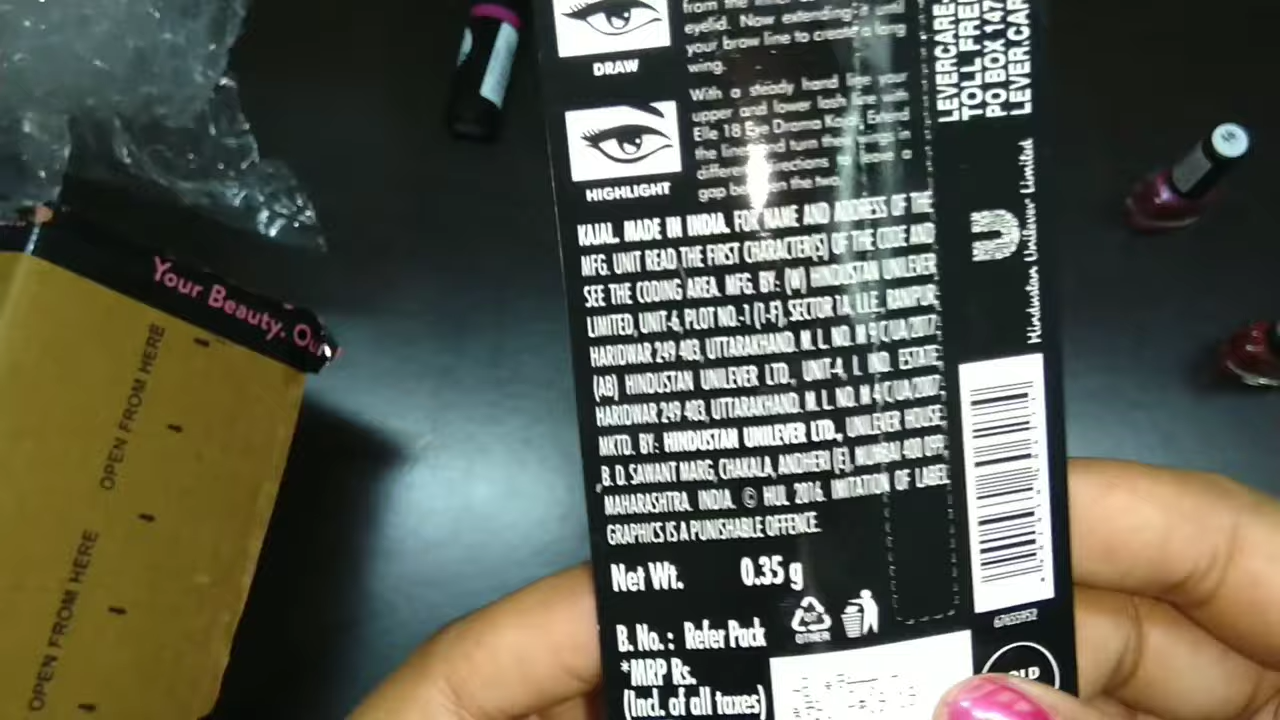 from the inner
eyelid. Now extending it and
your brow line to create a long
wing.
DRAW
With a steady hand line your
upper and lower lash line with
Elle 18 Eye Drama Kajal. Extend
the lines and turn
different directions to leave a
gap between the two.
HIGHLIGHT
KAJAL. MADE IN INDIA. FOR NAME AND ADDRESS OF THE
MFG. UNIT READ THE FIRST CHARACTER(S) OF THE CODE AND
SEE THE CODING AREA. MFG. BY: (W) HINDUSTAN UNILEVER
LIMITED, UNIT-6, PLOT NO.-1 (1-F), SECTOR 1A, I.I.E., RANIPUR,
HARIDWAR 249 403, UTTARAKHAND. M. L. NO. M 9 C/UA/2017;
(AB) HINDUSTAN UNILEVER LTD., UNIT-4, I. IND. ESTATE,
HARIDWAR 249 403, UTTARAKHAND. M. L. NO. M 4 C/UA/2007;
MKTD. BY: HINDUSTAN UNILEVER LTD., UNILEVER HOUSE,
B. D. SAWANT MARG, CHAKALA, ANDHERI (E), MUMBAI 400 099,
MAHARASHTRA. INDIA. © HUL 2016. IMITATION OF LABEL
GRAPHICS IS A PUNISHABLE OFFENCE.
Net Wt. 0.35 g
OTHER
B. No.: Refer Pack
*MRP Rs.
(Incl. of all taxes)
LEVERCARE
TOLL FREE
PO BOX 147
LEVER.CAR
Hindustan Unilever Limited
67655952
Your Beauty. Our
OPEN FROM HERE
OPEN FROM HERE